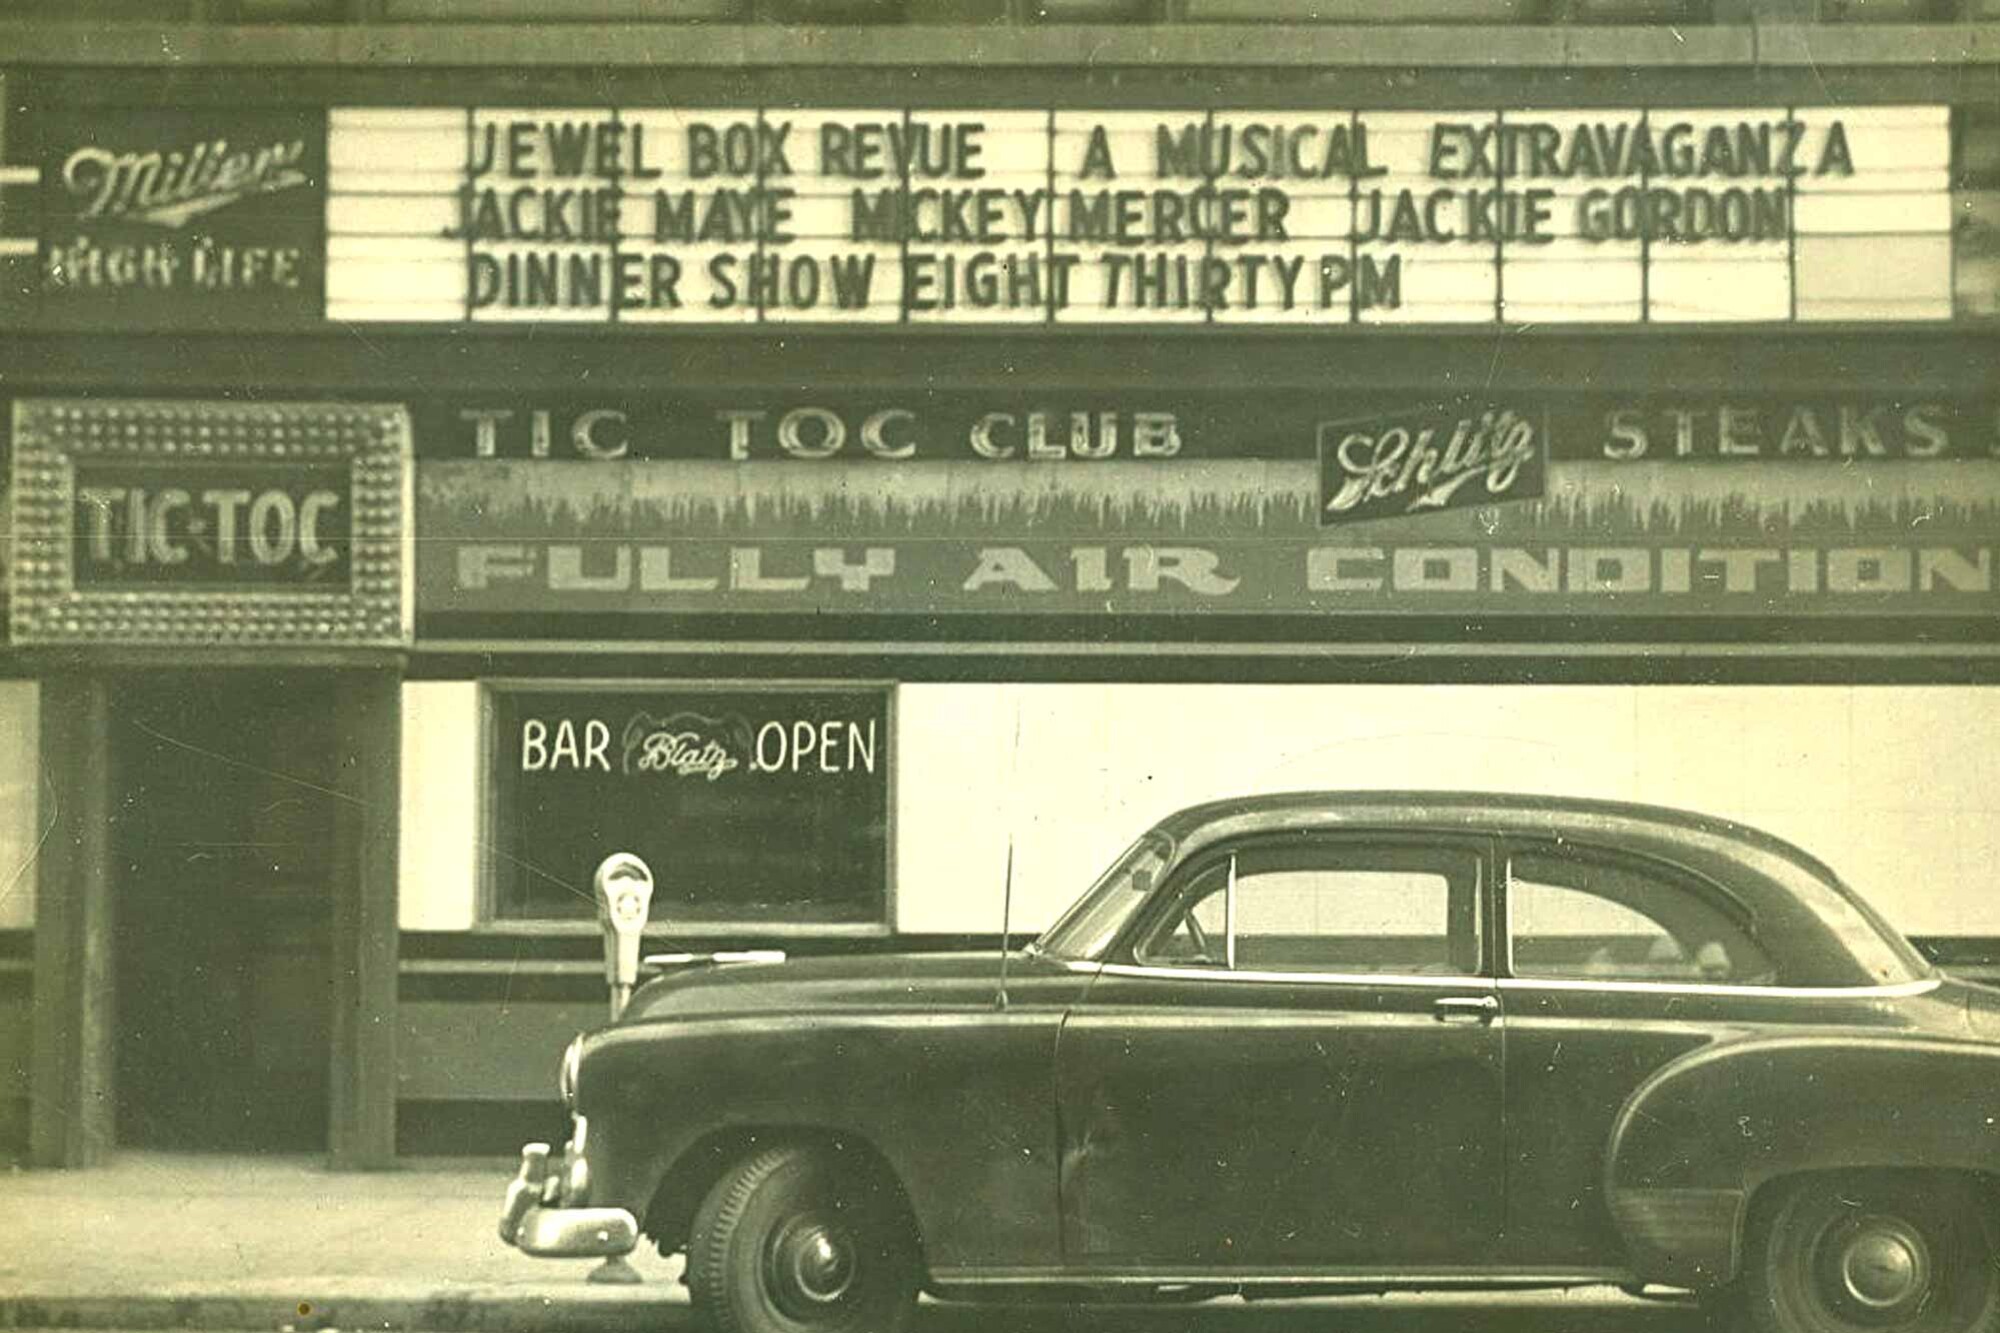 Miller
HIGH LIFE
JEWEL BOX REVUE A MUSICAL EXTRAVAGANZA
JACKIE MAYE MICKEY MERCER JACKIE GORDON
DINNER SHOW EIGHT THIRTY PM
TIC TOC CLUB
Schlitz
STEAKS
TIC-TOC
FULLY AIR CONDITION
BAR Blatz OPEN